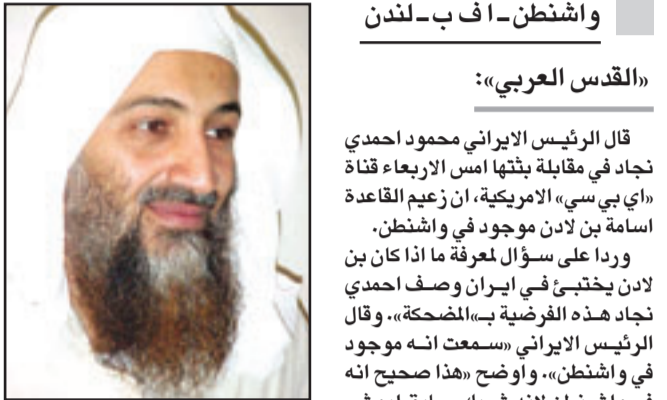 واشنطن ـ ا ف ب ـ لندن
«القدس العربي»:
قال الرئيس الايراني محمود احمدي
نجاد في مقابلة بثتها امس الاربعاء قناة
«اي بي سي» الامريكية، ان زعيم القاعدة
اسامة بن لادن موجود في واشنطن.
وردا على سؤال لمعرفة ما اذا كان بن
لادن يختبئ في ايران وصف احمدي
نجاد هذه الفرضية بـ«المضحكة». وقال
الرئيس الايراني «سمعت انه موجود
في واشنطن». واوضح «هذا صحيح انه